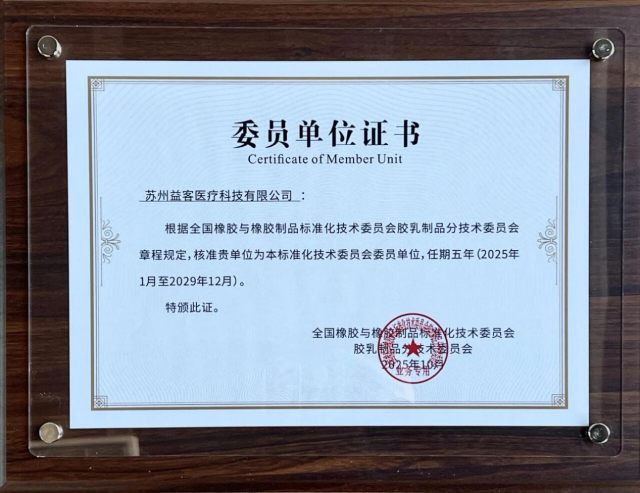 委员单位证书
Certificate of Member Unit
苏州益客医疗科技有限公司：
根据全国橡胶与橡胶制品标准化技术委员会胶乳制品分技术委员会
章程规定，核准贵单位为本标准化技术委员会委员单位，任期五年（2025年
1月至2029年12月）。
特颁此证。
全国橡胶与橡胶制品标准化技术委员会
胶乳制品分技术委员会
2025年10月
业务专用